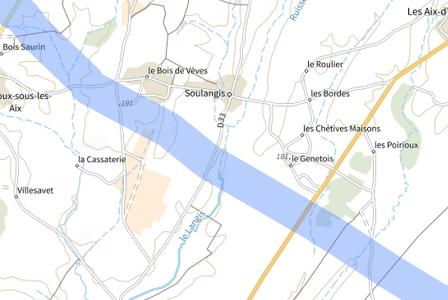 Les Aix-d'
Ruisse
Bois Saurin
le Bois de Vèves
le Roulier
oux-sous-les-
Aix
191
Soulangis
les Bordes
D33
les Chétives Maisons
les Poirioux
181
le Genetois
la Cassaterie
Villesavet
le Langis